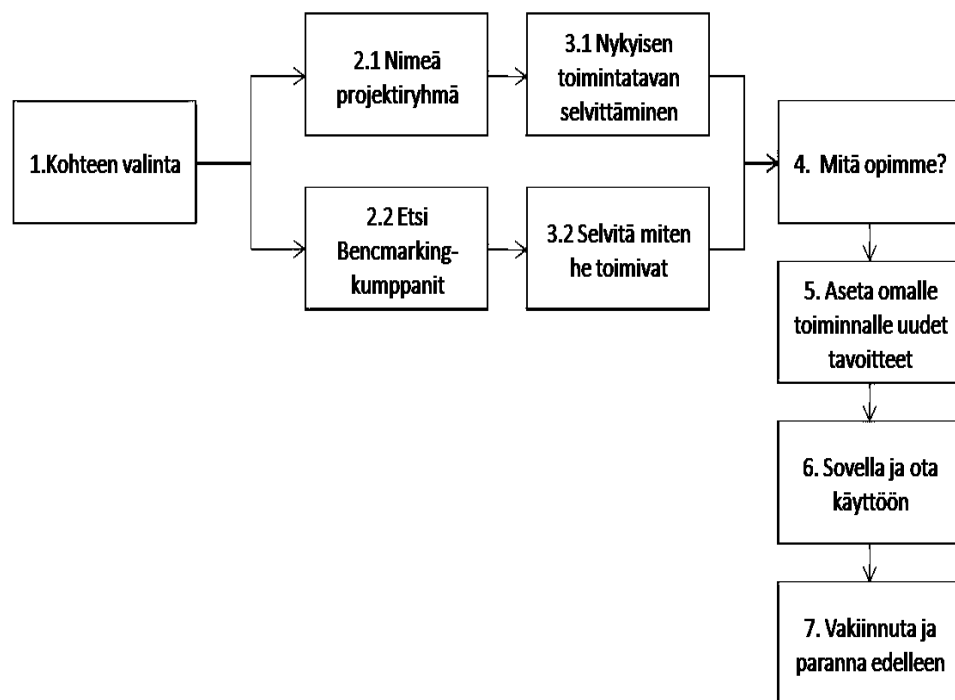 1.Kohteen valinta
2.1 Nimeä
projektiryhmä
3.1 Nykyisen
toimintatavan
selvittäminen
2.2 Etsi
Bencmarking-
kumppanit
3.2 Selvitä miten
he toimivat
4. Mitä opimme?
5. Aseta omalle
toiminnalle uudet
tavoitteet
6. Sovella ja ota
käyttöön
7. Vakiinnuta ja
paranna edelleen